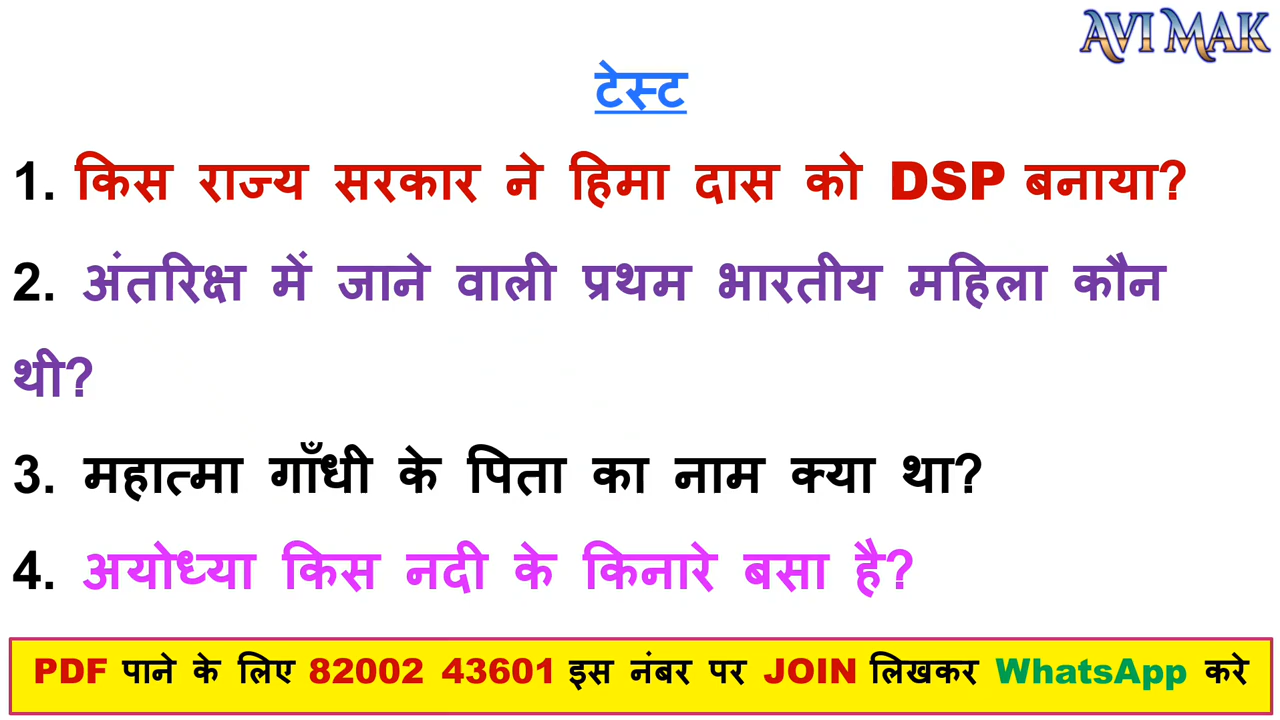 AVI MAK
टेस्ट
1. किस राज्य सरकार ने हिमा दास को DSP बनाया?
2. अंतरिक्ष में जाने वाली प्रथम भारतीय महिला कौन
थी?
3. महात्मा गाँधी के पिता का नाम क्या था?
4. अयोध्या किस नदी के किनारे बसा है?
PDF पाने के लिए 82002 43601 इस नंबर पर JOIN लिखकर WhatsApp करे